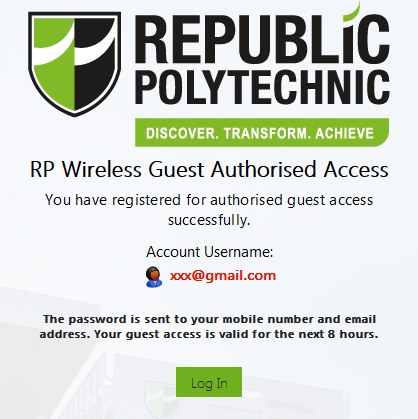 REPUBLIC
POLYTECHNIC
DISCOVER. TRANSFORM. ACHIEVE
RP Wireless Guest Authorised Access
You have registered for authorised guest access
successfully.
Account Username:
xxx@gmail.com
The password is sent to your mobile number and email
address. Your guest access is valid for the next 8 hours.
Log In